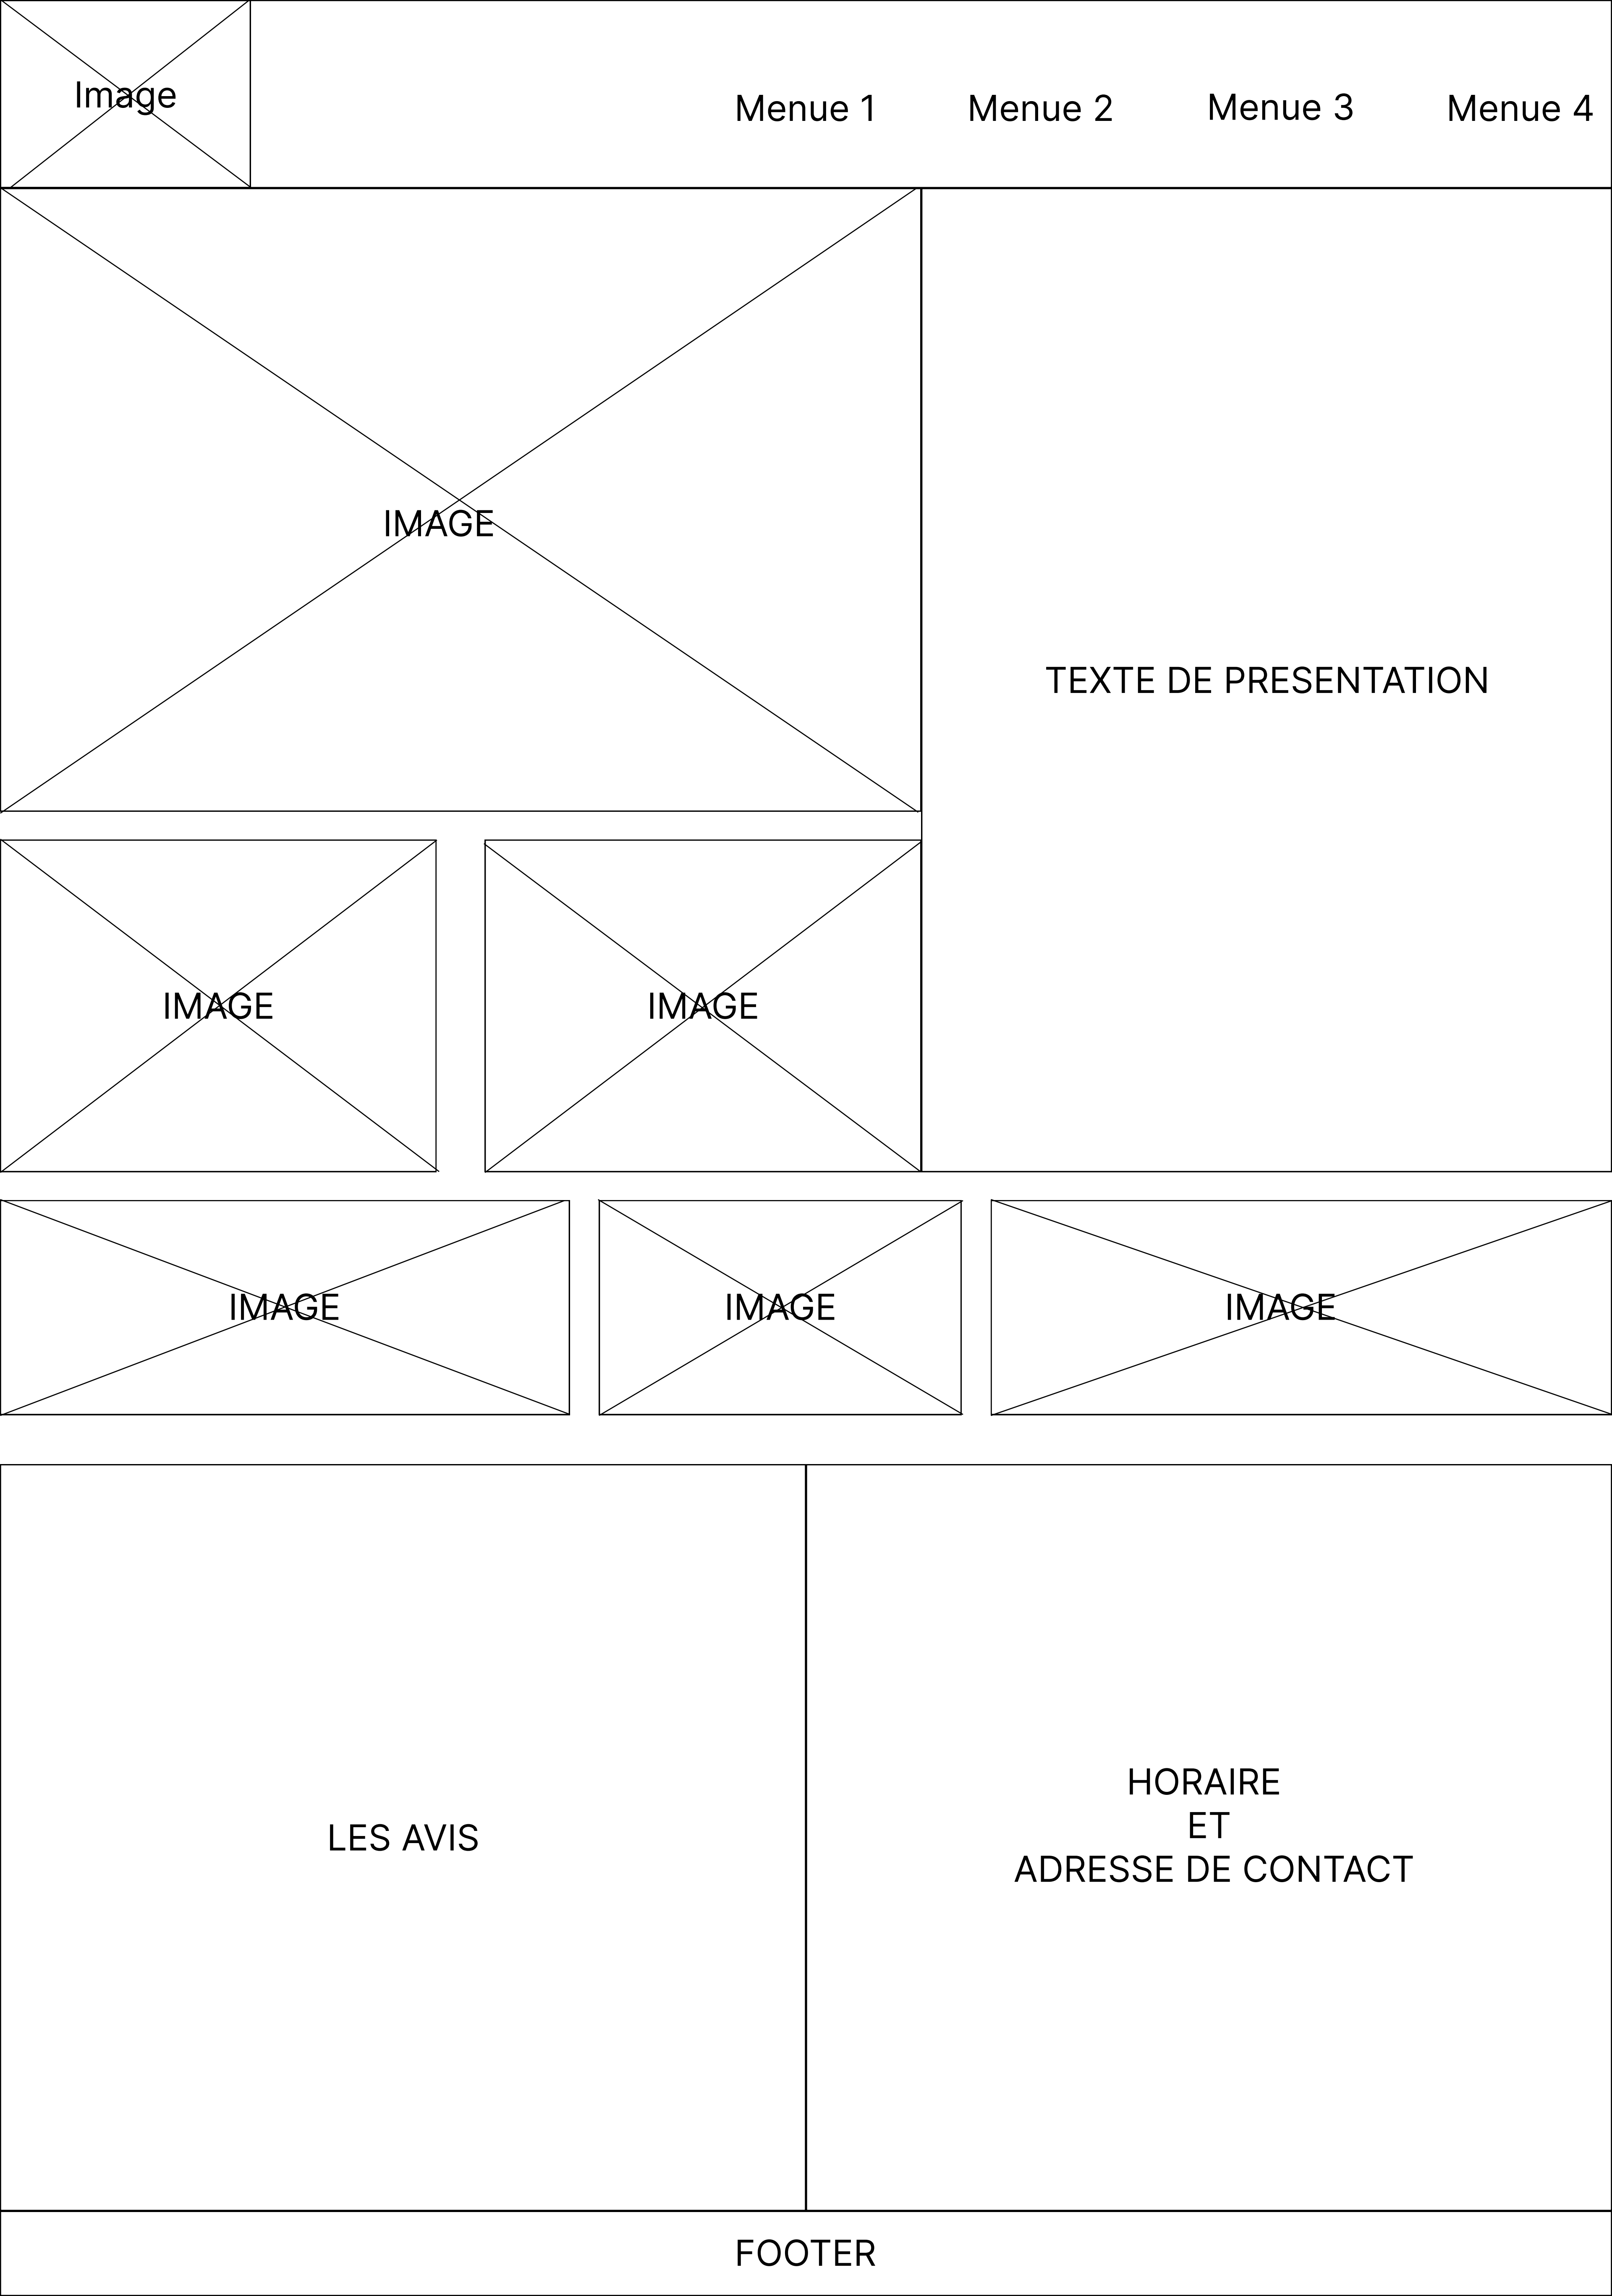 Image
Menue 1
Menue 2
Menue 3
Menue 4
IMAGE
TEXTE DE PRESENTATION
IMAGE
IMAGE
IMAGE
IMAGE
IMAGE
LES AVIS
HORAIRE
ET
ADRESSE DE CONTACT
FOOTER